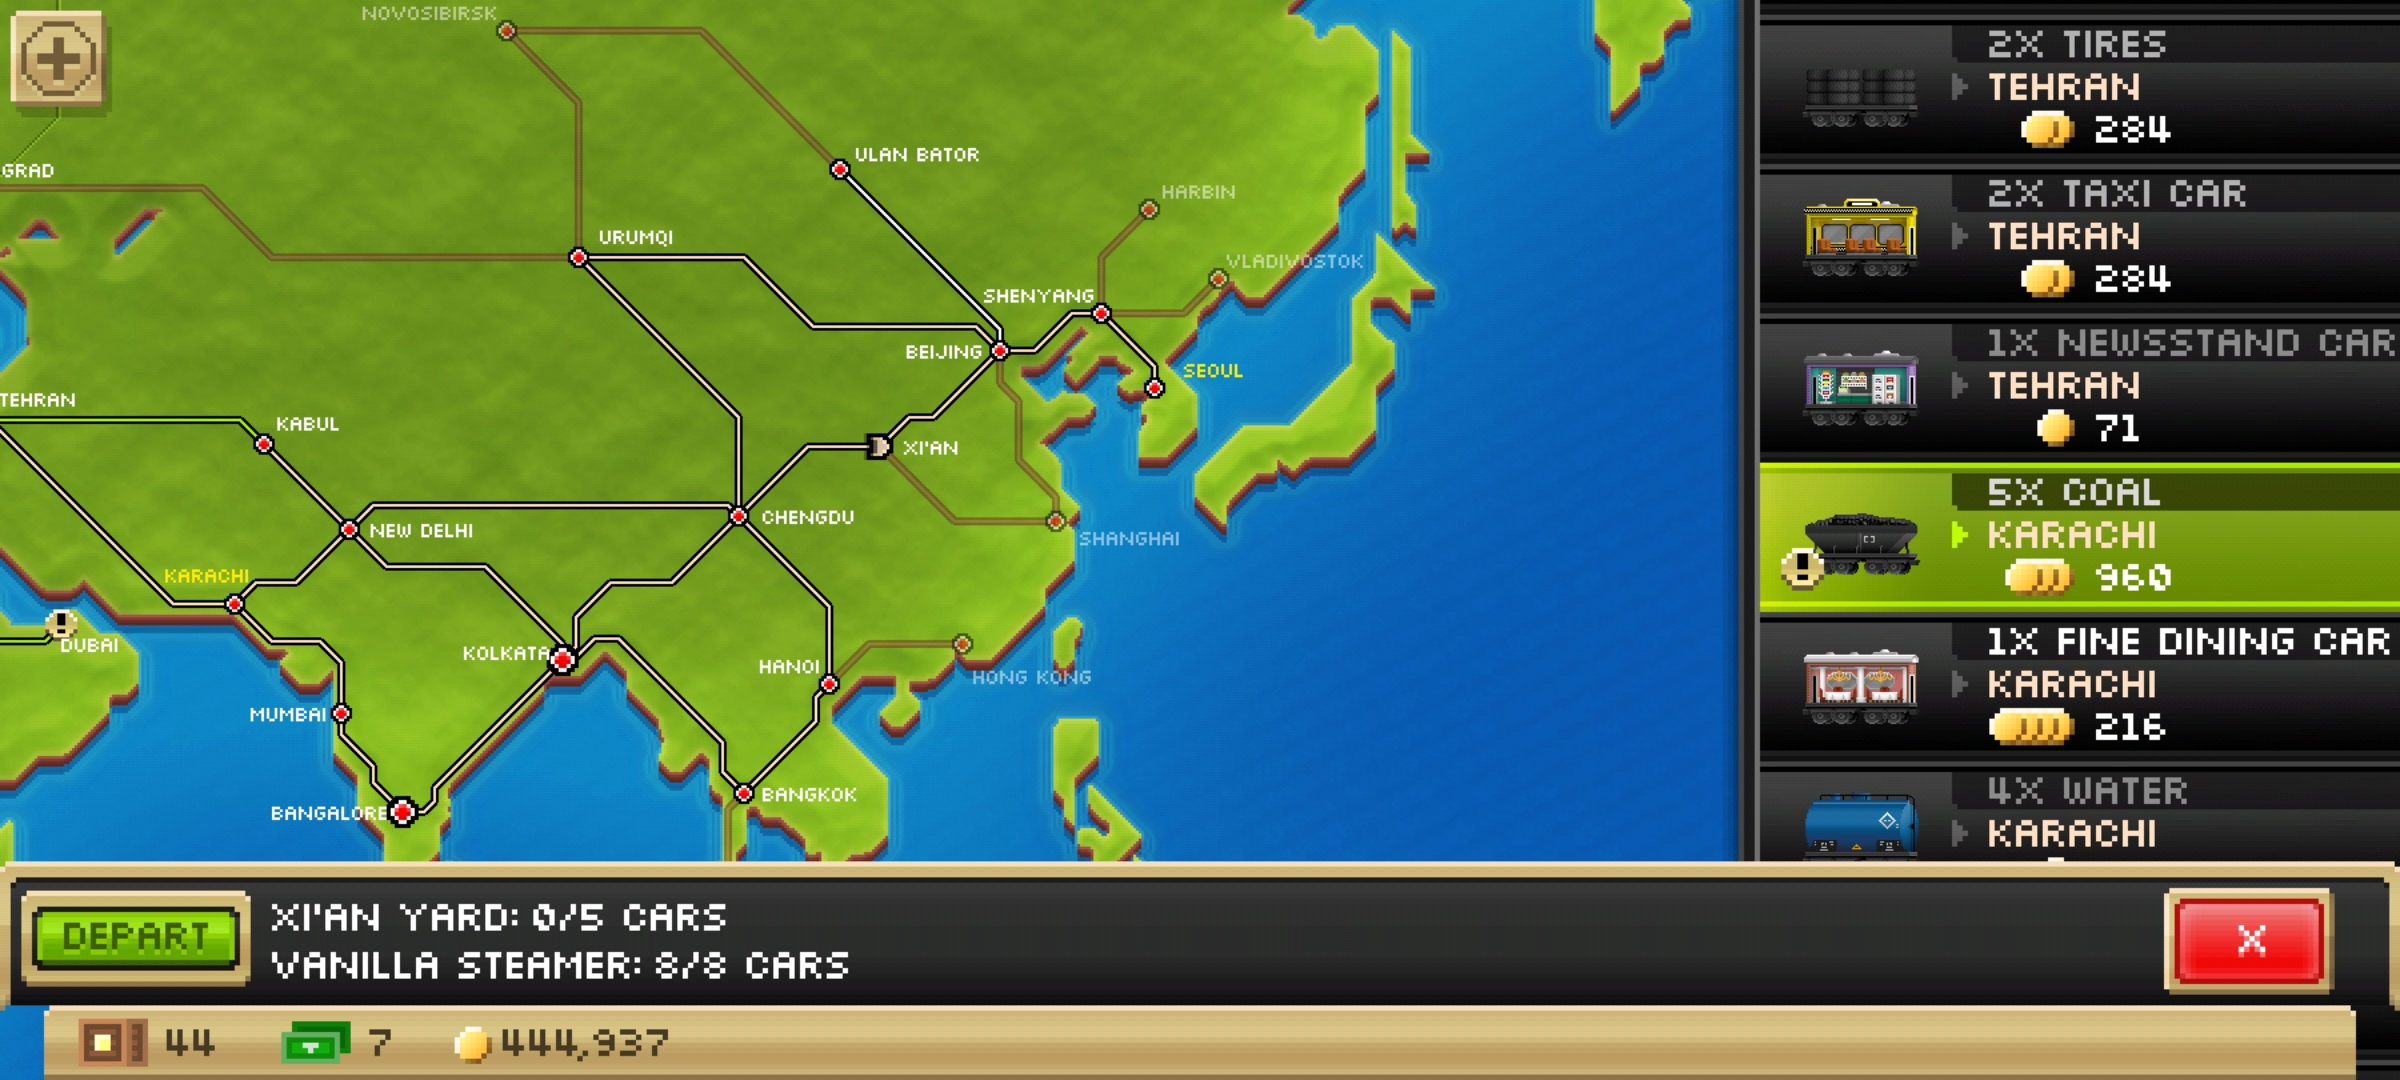 NOVOSIBIRSK
ULAN BATOR
GRAD
HARBIN
URUMQI
VLADIVOSTOK
SHENYANG
BEIJING
SEOUL
TEHRAN
KABUL
XI'AN
CHENGDU
NEW DELHI
SHANGHAI
KARACHI
DUBAI
KOLKATA
HANOI
HONG KONG
MUMBAI
BANGKOK
BANGALORE
2X TIRES
TEHRAN
284
2X TAXI CAR
TEHRAN
284
1X NEWSSTAND CAR
TEHRAN
71
5X COAL
KARACHI
960
1X FINE DINING CAR
KARACHI
216
4X WATER
KARACHI
DEPART
XI'AN YARD: 0/5 CARS
VANILLA STEAMER: 8/8 CARS
X
44
7
444,937